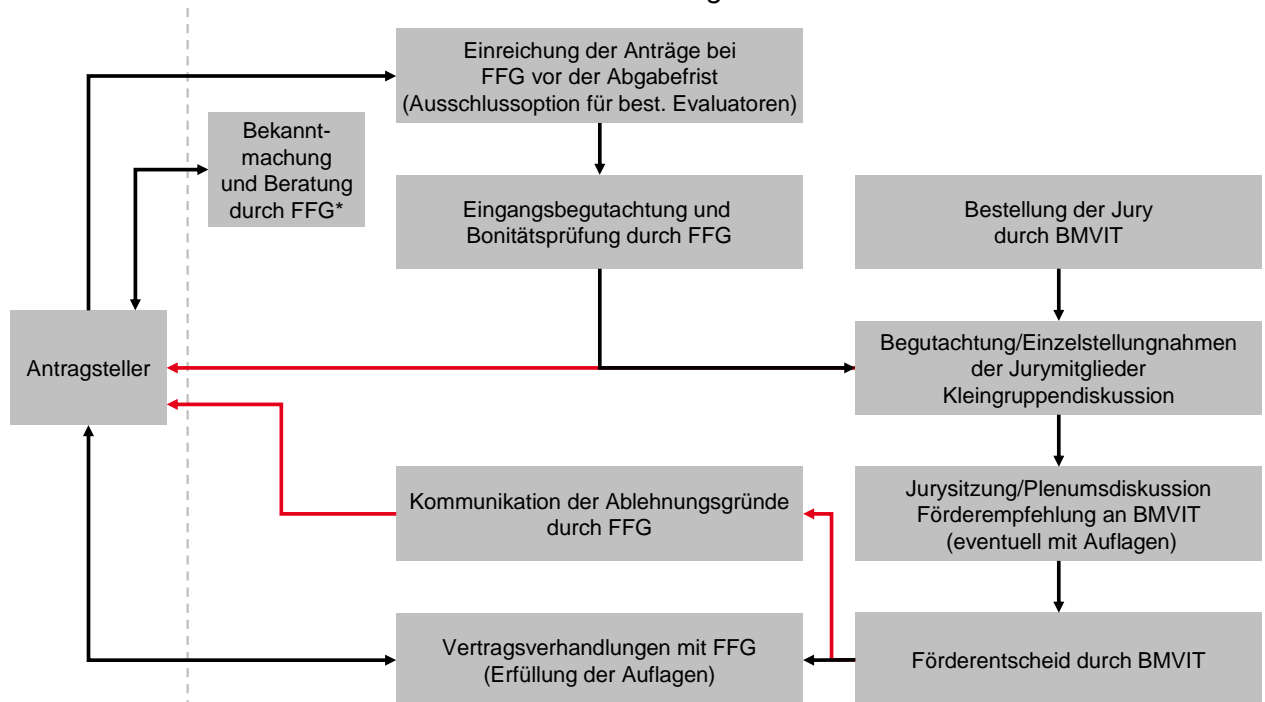 Einreichung der Anträge bei
FFG vor der Abgabefrist
(Ausschlussoption für best. Evaluatoren)
Bekannt-
machung
und Beratung
durch FFG*
Eingangsbegutachtung und
Bonitätsprüfung durch FFG
Bestellung der Jury
durch BMVIT
Antragsteller
Begutachtung/Einzelstellungnahmen
der Jurymitglieder
Kleingruppendiskussion
Kommunikation der Ablehnungsgründe
durch FFG
Jurysitzung/Plenumsdiskussion
Förderempfehlung an BMVIT
(eventuell mit Auflagen)
Vertragsverhandlungen mit FFG
(Erfüllung der Auflagen)
Förderentscheid durch BMVIT